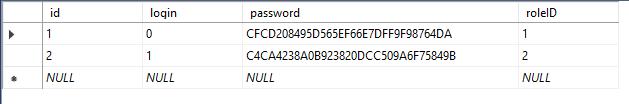 id login password roleID
1 0 CFCD208495D565EF66E7DFF9F98764DA 1
2 1 C4CA4238A0B923820DCC509A6F75849B 2
NULL NULL NULL NULL